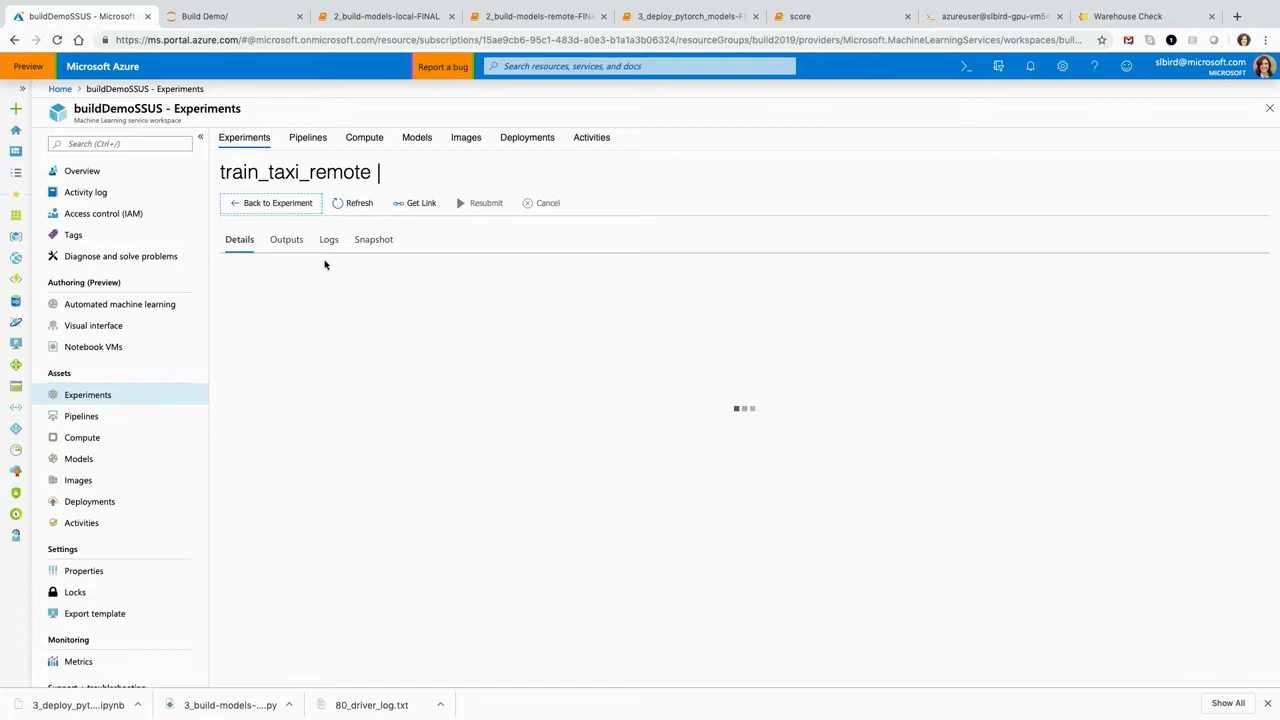 buildDemoSSUS - Microsoft Azu
Build Demo/
2_build-models-local-FINAL
2_build-models-remote-FINA
3_deploy_pytorch_models-F
score
azureuser@slbird-gpu-vm54
Warehouse Check
https://ms.portal.azure.com/#@microsoft.onmicrosoft.com/resource/subscriptions/15ae9cb6-95c1-483d-a0e3-b1a1a3b06324/resourceGroups/build2019/providers/Microsoft.MachineLearningServices/workspaces/buil...
Preview
Microsoft Azure
Report a bug
Search resources, services, and docs
slbird@microsoft.com
MICROSOFT
Home
buildDemoSSUS - Experiments
buildDemoSSUS - Experiments
Machine Learning service workspace
Search (Ctrl+/)
Overview
Activity log
Access control (IAM)
Tags
Diagnose and solve problems
Authoring (Preview)
Automated machine learning
Visual interface
Notebook VMs
Assets
Experiments
Pipelines
Compute
Models
Images
Deployments
Activities
Settings
Properties
Locks
Export template
Monitoring
Metrics
Support + troubleshooting
Experiments Pipelines Compute Models Images Deployments Activities
train_taxi_remote |
Back to Experiment Refresh Get Link Resubmit Cancel
Details Outputs Logs Snapshot
3_deploy_pyt....ipynb
3_build-models-....py
80_driver_log.txt
Show All